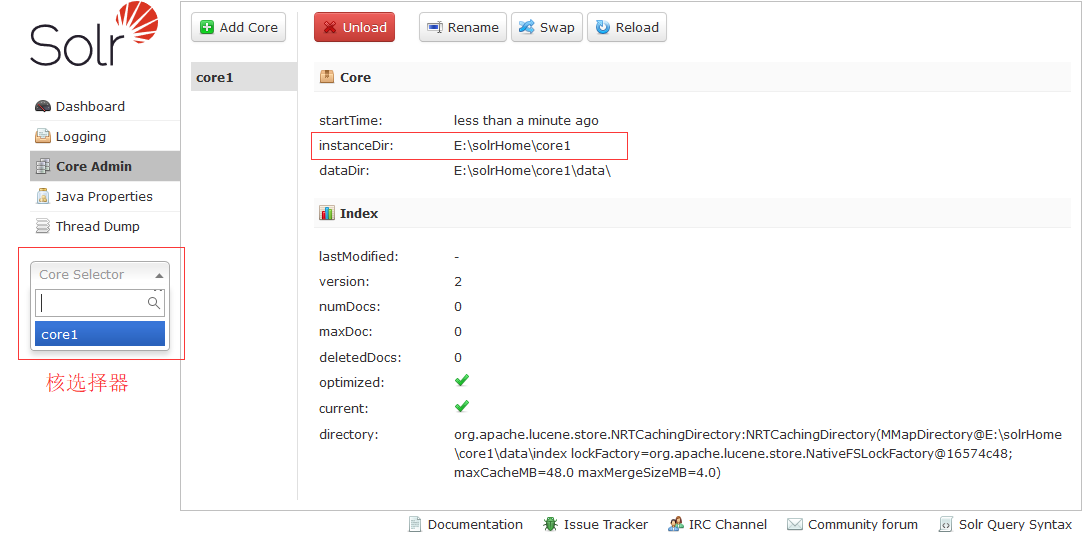 Solr
Add Core
Unload
Rename
Swap
Reload
core1
Core
startTime: less than a minute ago
instanceDir: E:\solrHome\core1
dataDir: E:\solrHome\core1\data\
Index
lastModified: -
version: 2
numDocs: 0
maxDoc: 0
deletedDocs: 0
optimized:
current:
directory: org.apache.lucene.store.NRTCachingDirectory:NRTCachingDirectory(MMapDirectory@E:\solrHome
\core1\data\index lockFactory=org.apache.lucene.store.NativeFSLockFactory@16574c48;
maxCacheMB=48.0 maxMergeSizeMB=4.0)
Dashboard
Logging
Core Admin
Java Properties
Thread Dump
Core Selector
core1
核选择器
Documentation
Issue Tracker
IRC Channel
Community forum
Solr Query Syntax